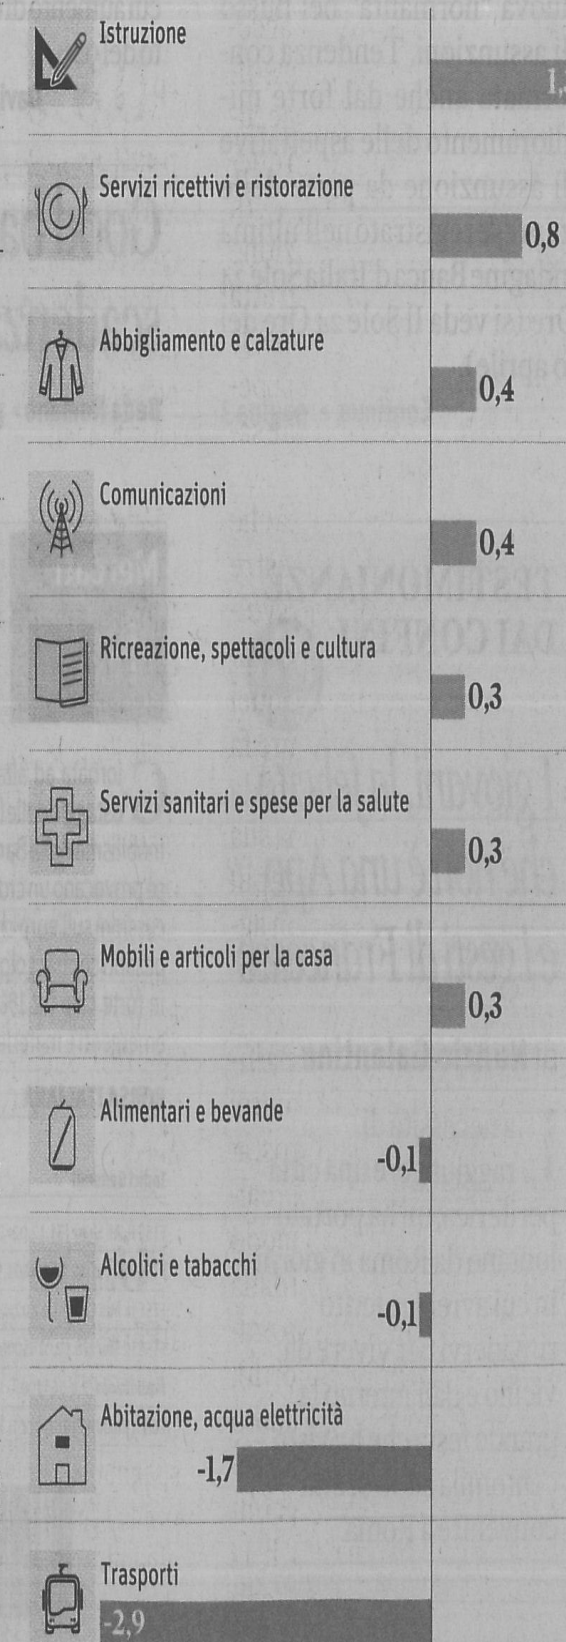 Istruzione
Servizi ricettivi e ristorazione
0,8
Abbigliamento e calzature
0,4
Comunicazioni
0,4
Ricreazione, spettacoli e cultura
0,3
Servizi sanitari e spese per la salute
0,3
Mobili e articoli per la casa
0,3
Alimentari e bevande
-0,1
Alcolici e tabacchi
-0,1
Abitazione, acqua elettricità
-1,7
Trasporti
-2,9